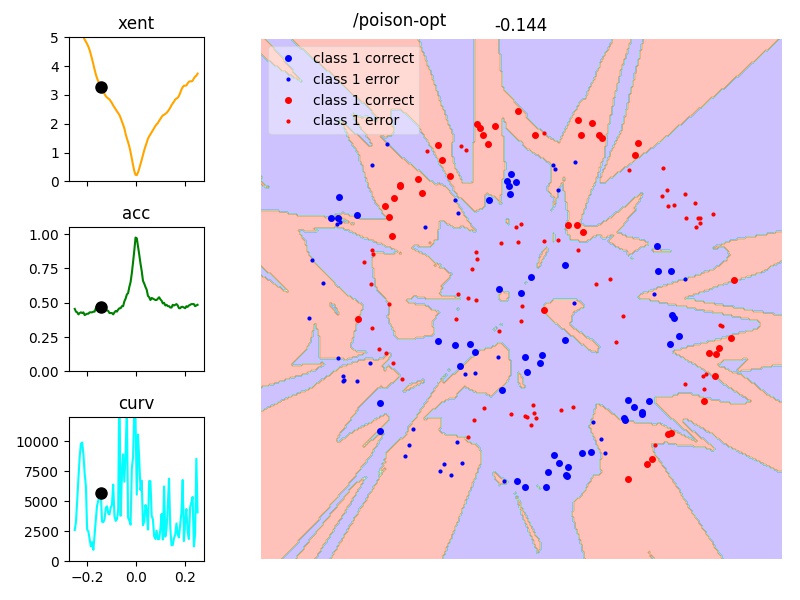 xent
5
4
3
2
1
0
acc
1.00
0.75
0.50
0.25
0.00
curv
10000
7500
5000
2500
0
−0.2
0.0
0.2
/poison-opt
-0.144
class 1 correct
class 1 error
class 1 correct
class 1 error